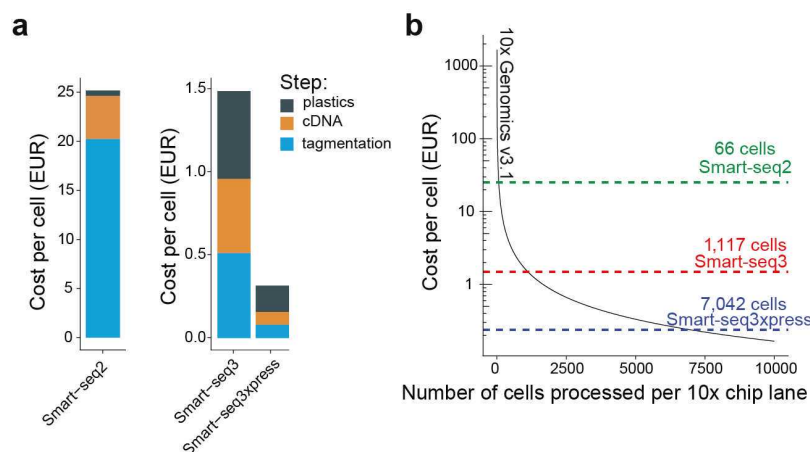 a
Cost per cell (EUR)
25
20
15
10
5
0
Smart-seq2
Cost per cell (EUR)
1.5
1.0
0.5
0.0
Smart-seq3
Smart-seq3xpress
Step:
plastics
cDNA
tagmentation
b
Cost per cell (EUR)
1000
100
10
1
10x Genomics v3.1
66 cells
Smart-seq2
1,117 cells
Smart-seq3
7,042 cells
Smart-seq3xpress
0
2500
5000
7500
10000
Number of cells processed per 10x chip lane